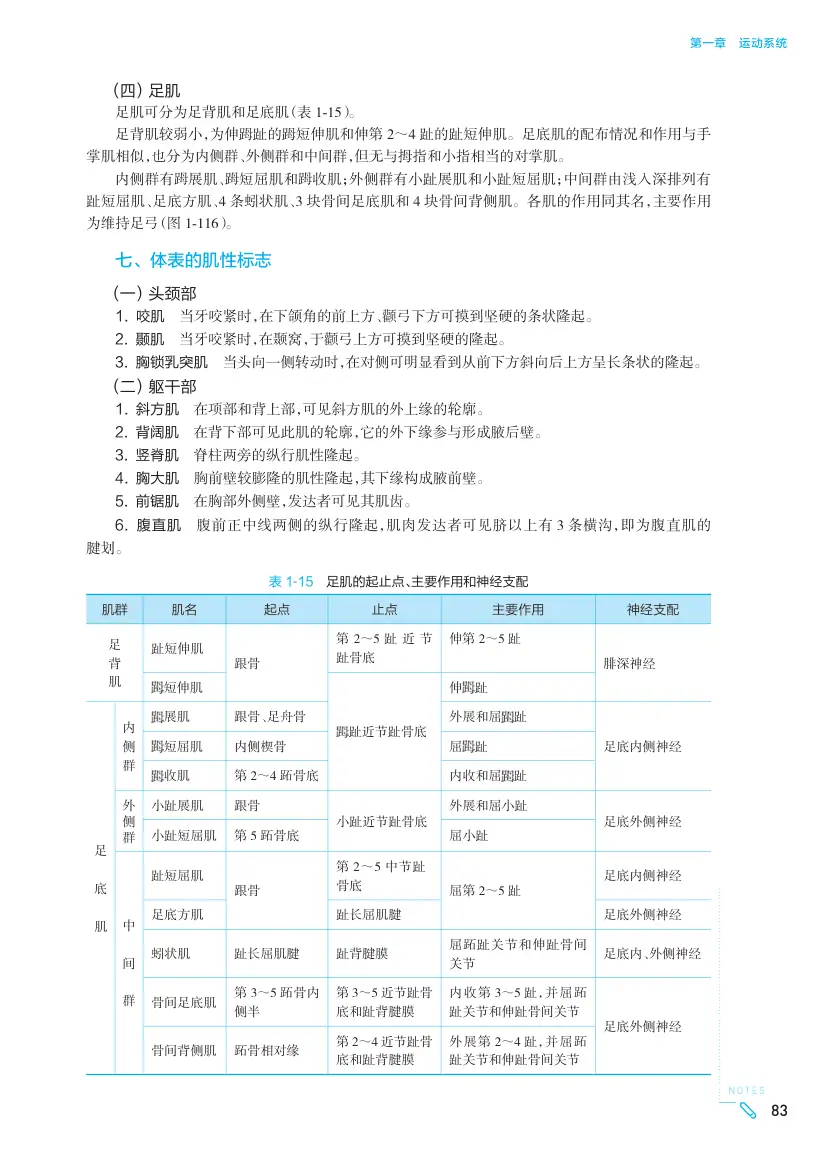 第一章 运动系统
（四）足肌
足肌可分为足背肌和足底肌（表 1-15）。
足背肌较弱小，为伸𧿹趾的𧿹短伸肌和伸第 2～4 趾的趾短伸肌。足底肌的配布情况和作用与手
掌肌相似，也分为内侧群、外侧群和中间群，但无与拇指和小指相当的对掌肌。
内侧群有𧿹展肌、𧿹短屈肌和𧿹收肌；外侧群有小趾展肌和小趾短屈肌；中间群由浅入深排列有
趾短屈肌、足底方肌、4 条蚓状肌、3 块骨间足底肌和 4 块骨间背侧肌。各肌的作用同其名，主要作用
为维持足弓（图 1-116）。
七、体表的肌性标志
（一）头颈部
1. 咬肌 当牙咬紧时，在下颌角的前上方、颧弓下方可摸到坚硬的条状隆起。
2. 颞肌 当牙咬紧时，在颞窝，于颧弓上方可摸到坚硬的隆起。
3. 胸锁乳突肌 当头向一侧转动时，在对侧可明显看到从前下方斜向后上方呈长条状的隆起。
（二）躯干部
1. 斜方肌 在项部和背上部，可见斜方肌的外上缘的轮廓。
2. 背阔肌 在背下部可见此肌的轮廓，它的外下缘参与形成腋后壁。
3. 竖脊肌 脊柱两旁的纵行肌性隆起。
4. 胸大肌 胸前壁较膨隆的肌性隆起，其下缘构成腋前壁。
5. 前锯肌 在胸部外侧壁，发达者可见其肌齿。
6. 腹直肌 腹前正中线两侧的纵行隆起，肌肉发达者可见脐以上有 3 条横沟，即为腹直肌的
腱划。
表 1-15 足肌的起止点、主要作用和神经支配
肌群 肌名 起点 止点 主要作用 神经支配
足背肌 趾短伸肌 跟骨 第 2～5 趾近节 伸第 2～5 趾 腓深神经
趾骨底
𧿹短伸肌 伸𧿹趾
足底肌 内侧群 𧿹展肌 跟骨、足舟骨 𧿹趾近节趾骨底 外展和屈𧿹趾 足底内侧神经
𧿹短屈肌 内侧楔骨 屈𧿹趾
𧿹收肌 第 2～4 跖骨底 内收和屈𧿹趾
外侧群 小趾展肌 跟骨 小趾近节趾骨底 外展和屈小趾 足底外侧神经
小趾短屈肌 第 5 跖骨底 屈小趾
中间群 趾短屈肌 跟骨 第 2～5 中节趾 屈第 2～5 趾 足底内侧神经
骨底
足底方肌 趾长屈肌腱 足底外侧神经
蚓状肌 趾长屈肌腱 趾背腱膜 屈跖趾关节和伸趾骨间 足底内、外侧神经
关节
骨间足底肌 第 3～5 跖骨内 第 3～5 近节趾骨 内收第 3～5 趾，并屈跖 足底外侧神经
侧半 底和趾背腱膜 趾关节和伸趾骨间关节
骨间背侧肌 跖骨相对缘 第 2～4 近节趾骨 外展第 2～4 趾，并屈跖
底和趾背腱膜 趾关节和伸趾骨间关节
NOTES
83